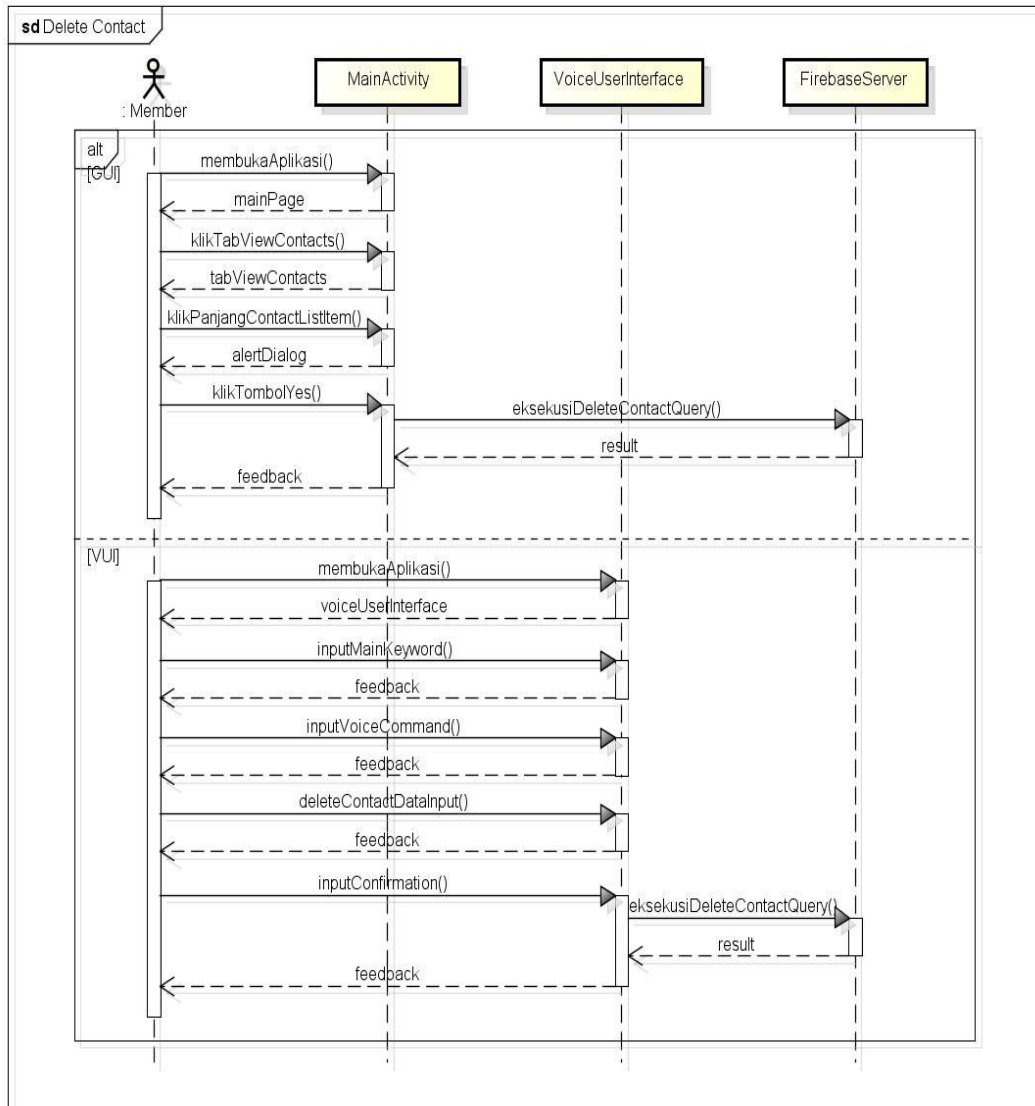 sd Delete Contact
: Member
MainActivity
VoiceUserInterface
FirebaseServer
alt
[GUI]
membukaAplikasi()
mainPage
klikTabViewContacts()
tabViewContacts
klikPanjangContactListItem()
alertDialog
klikTombolYes()
eksekusiDeleteContactQuery()
result
feedback
[VUI]
membukaAplikasi()
voiceUserInterface
inputMainKeyword()
feedback
inputVoiceCommand()
feedback
deleteContactDataInput()
feedback
inputConfirmation()
eksekusiDeleteContactQuery()
result
feedback